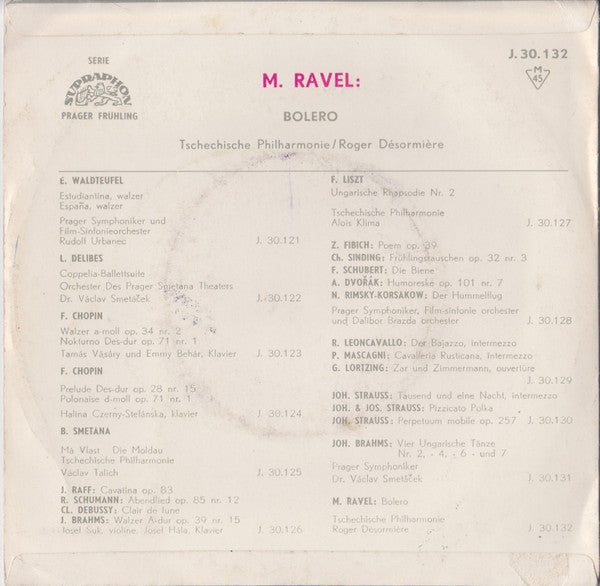 SERIE
SUPRAPHON
PRAGER FRÜHLING
J. 30.132
M
45
M. RAVEL:
BOLERO
Tschechische Philharmonie/Roger Désormière
E. WALDTEUFEL
Estudiantina, walzer
España, walzer
Prager Symphoniker und
Film-Sinfonieorchester
Rudolf Urbanec J. 30.121
L. DELIBES
Coppelia-Ballettsuite
Orchester Des Prager Smetana Theaters
Dr. Václav Smetáček J. 30.122
F. CHOPIN
Walzer a-moll op. 34 nr. 2
Nokturno Des-dur op. 71 nr. 1
Tamás Vásáry und Emmy Behár, Klavier J. 30.123
F. CHOPIN
Prelude Des-dur op. 28 nr. 15
Polonaise d-moll op. 71 nr. 1
Halina Czerny-Stelánska, klavier J. 30.124
B. SMETANA
Má Vlast Die Moldau
Tschechische Philharmonie
Václav Talich J. 30.125
J. RAFF: Cavatina op. 83
R. SCHUMANN: Abendlied op. 85 nr. 12
CL. DEBUSSY: Clair de lune
J. BRAHMS: Walzer A-dur op. 39 nr. 15
Josef Suk, violine, Josef Hála, Klavier J. 30.126
F. LISZT
Ungarische Rhapsodie Nr. 2
Tschechische Philharmonie
Alois Klima J. 30.127
Z. FIBICH: Poem op. 39
Ch. SINDING: Frühlingstauschen op. 32 nr. 3
F. SCHUBERT: Die Biene
A. DVOŘÁK: Humoreske op. 101 nr. 7
N. RIMSKY-KORSAKOW: Der Hummelflug
Prager Symphoniker, Film-sinfonie orchester
und Dalibor Brazda orchester J. 30.128
R. LEONCAVALLO: Der Bajazzo, intermezzo
P. MASCAGNI: Cavalleria Rusticana, Intermezzo
G. LORTZING: Zar und Zimmermann, ouvertüre
J. 30.129
JOH. STRAUSS: Tausend und eine Nacht, intermezzo
JOH. & JOS. STRAUSS: Pizzicato Polka
JOH. STRAUSS: Perpetuum mobile op. 257 J. 30.130
JOH. BRAHMS: Vier Ungarische Tänze
Nr. 2, - 4, - 6 - und 7
Prager Symphoniker
Dr. Václav Smetáček J. 30.131
M. RAVEL: Bolero
Tschechische Philharmonie
Roger Désormière J. 30.132